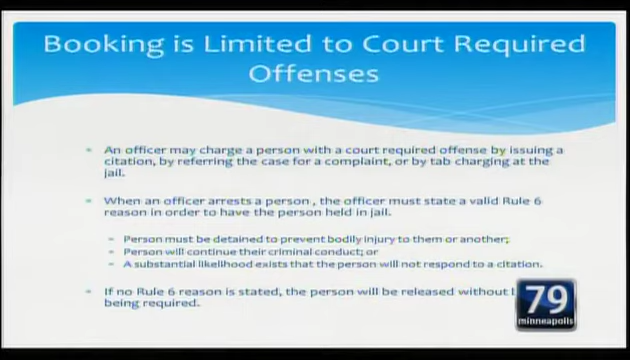 Booking is Limited to Court Required
Offenses
An officer may charge a person with a court required offense by issuing a
citation, by referring the case for a complaint, or by tab charging at the
jail.
When an officer arrests a person , the officer must state a valid Rule 6
reason in order to have the person held in jail.
Person must be detained to prevent bodily injury to them or another;
Person will continue their criminal conduct; or
A substantial likelihood exists that the person will not respond to a citation.
If no Rule 6 reason is stated, the person will be released without
being required.
79
minneapolis